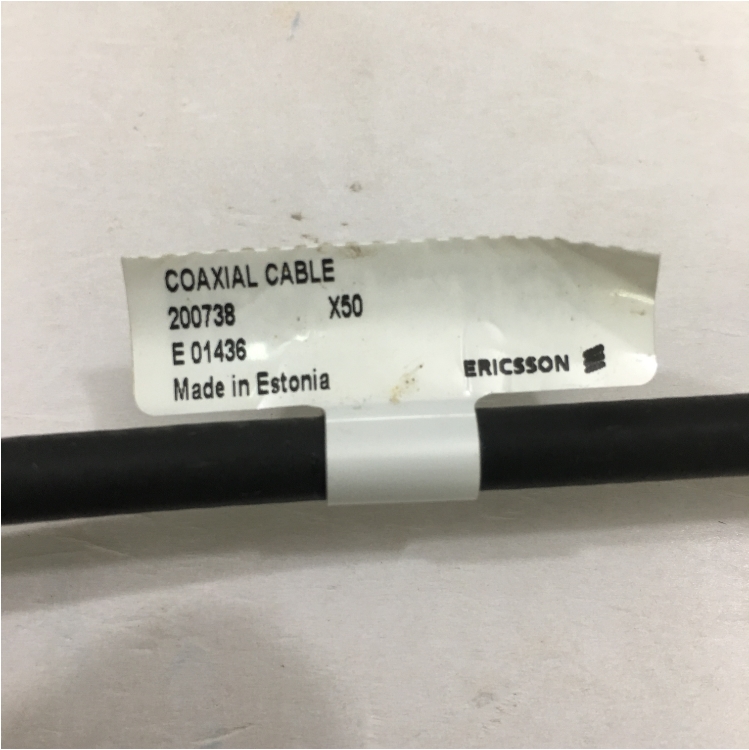 COAXIAL CABLE
200738 X50
E 01436
Made in Estonia
ERICSSON